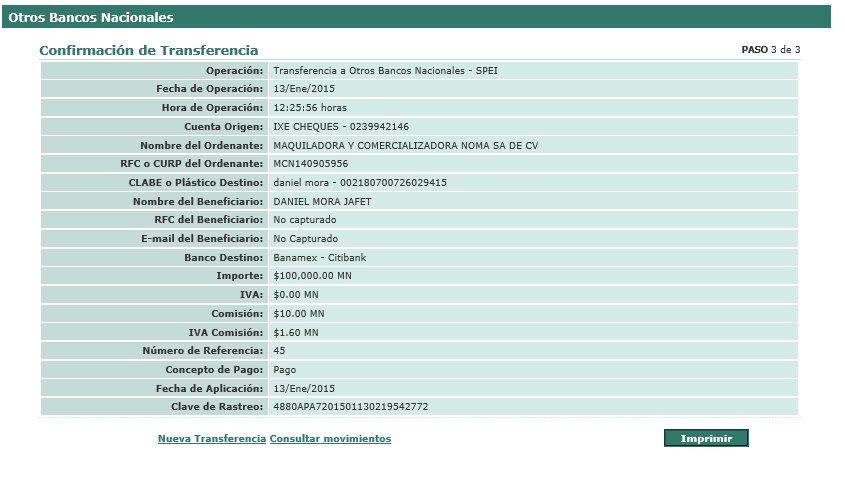 Otros Bancos Nacionales
Confirmación de Transferencia PASO 3 de 3
Operación: Transferencia a Otros Bancos Nacionales - SPEI
Fecha de Operación: 13/Ene/2015
Hora de Operación: 12:25:56 horas
Cuenta Origen: IXE CHEQUES - 0239942146
Nombre del Ordenante: MAQUILADORA Y COMERCIALIZADORA NOMA SA DE CV
RFC o CURP del Ordenante: MCN140905956
CLABE o Plástico Destino: daniel mora - 002180700726029415
Nombre del Beneficiario: DANIEL MORA JAFET
RFC del Beneficiario: No capturado
E-mail del Beneficiario: No Capturado
Banco Destino: Banamex - Citibank
Importe: $100,000.00 MN
IVA: $0.00 MN
Comisión: $10.00 MN
IVA Comisión: $1.60 MN
Número de Referencia: 45
Concepto de Pago: Pago
Fecha de Aplicación: 13/Ene/2015
Clave de Rastreo: 4880APA7201501130219542772
Nueva Transferencia Consultar movimientos Imprimir